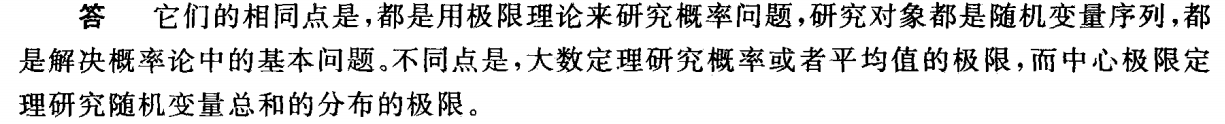 答 它们的相同点是,都是用极限理论来研究概率问题,研究对象都是随机变量序列,都
是解决概率论中的基本问题。不同点是,大数定理研究概率或者平均值的极限,而中心极限定
理研究随机变量总和的分布的极限。